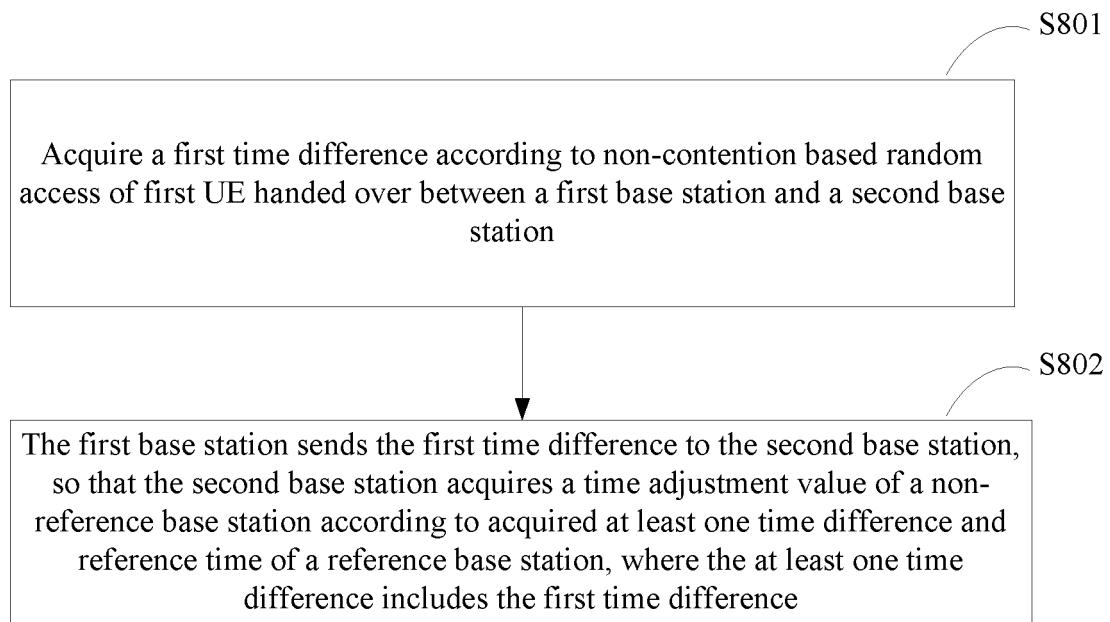 S801
Acquire a first time difference according to non-contention based random
access of first UE handed over between a first base station and a second base
station
S802
The first base station sends the first time difference to the second base station,
so that the second base station acquires a time adjustment value of a non-
reference base station according to acquired at least one time difference and
reference time of a reference base station, where the at least one time
difference includes the first time difference